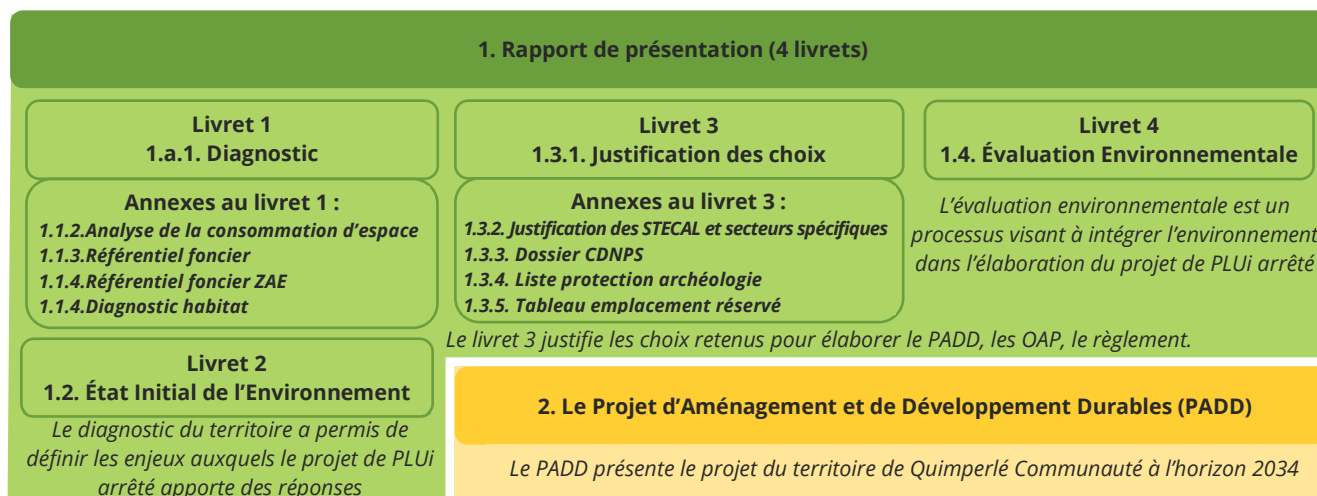 1. Rapport de présentation (4 livrets)
Livret 1
1.a.1. Diagnostic
Annexes au livret 1 :
1.1.2.Analyse de la consommation d’espace
1.1.3.Référentiel foncier
1.1.4.Référentiel foncier ZAE
1.1.4.Diagnostic habitat
Livret 2
1.2. État Initial de l’Environnement
Le diagnostic du territoire a permis de
définir les enjeux auxquels le projet de PLUi
arrêté apporte des réponses
Livret 3
1.3.1. Justification des choix
Annexes au livret 3 :
1.3.2. Justification des STECAL et secteurs spécifiques
1.3.3. Dossier CDNPS
1.3.4. Liste protection archéologie
1.3.5. Tableau emplacement réservé
Le livret 3 justifie les choix retenus pour élaborer le PADD, les OAP, le règlement.
Livret 4
1.4. Évaluation Environnementale
L’évaluation environnementale est un
processus visant à intégrer l’environnement
dans l’élaboration du projet de PLUi arrêté
2. Le Projet d’Aménagement et de Développement Durables (PADD)
Le PADD présente le projet du territoire de Quimperlé Communauté à l’horizon 2034